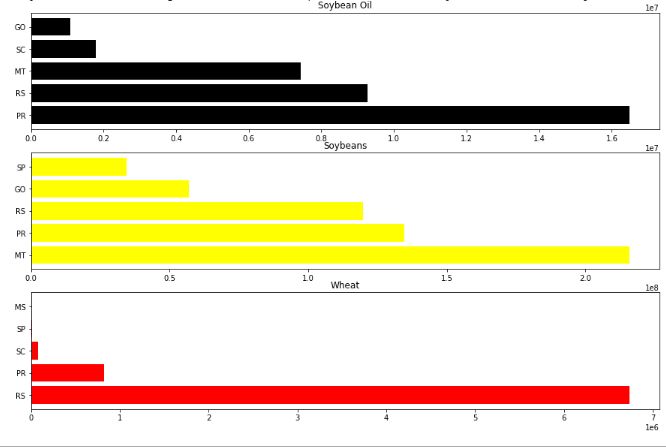 Soybean Oil
1e7
GO
SC
MT
RS
PR
0.0 0.2 0.4 0.6 0.8 1.0 1.2 1.4 1.6
1e7
Soybeans
SP
GO
RS
PR
MT
0.0 0.5 1.0 1.5 2.0
1e8
Wheat
MS
SP
SC
PR
RS
0 1 2 3 4 5 6 7
1e6